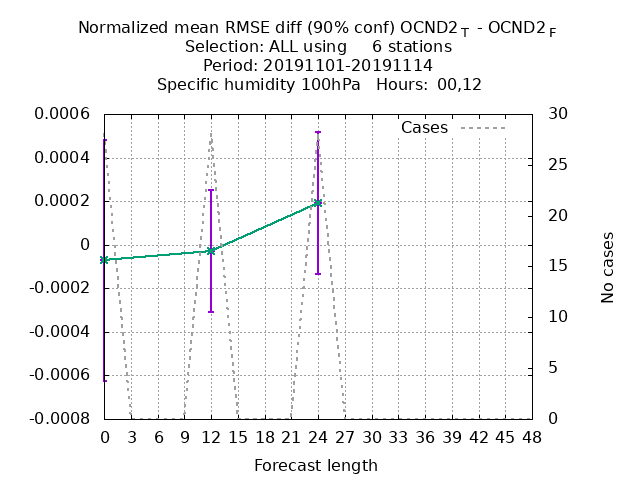 Normalized mean RMSE diff (90% conf) OCND2 T - OCND2 F
Selection: ALL using 6 stations
Period: 20191101-20191114
Specific humidity 100hPa Hours: 00,12
Cases
0.0006
0.0004
0.0002
0
-0.0002
-0.0004
-0.0006
-0.0008
30
25
20
15
10
5
0
No cases
0 3 6 9 12 15 18 21 24 27 30 33 36 39 42 45 48
Forecast length